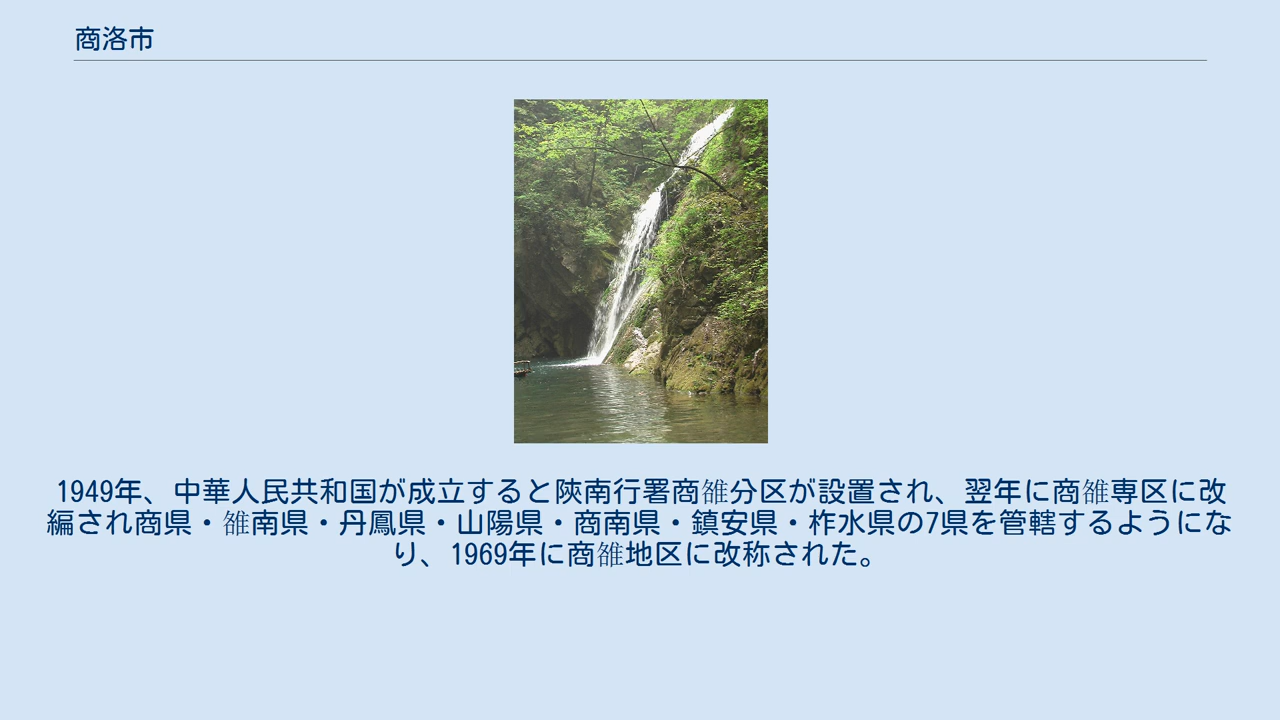 商洛市
1949年、中華人民共和国が成立すると陝南行署商雒分区が設置され、翌年に商雒専区に改
編され商県・雒南県・丹鳳県・山陽県・商南県・鎮安県・柞水県の7県を管轄するようにな
り、1969年に商雒地区に改称された。